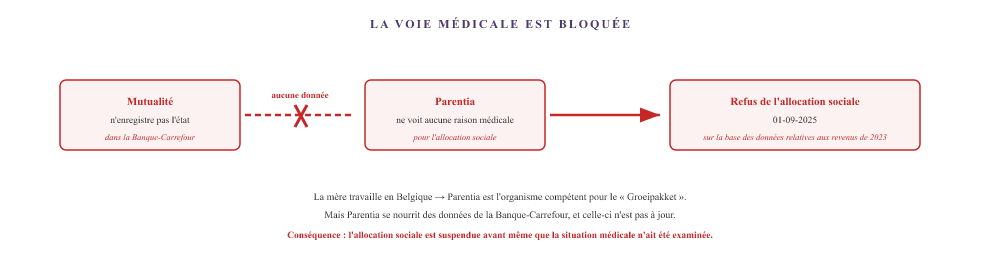 LA VOIE MÉDICALE EST BLOQUÉE
Mutualité
n'enregistre pas l'état
dans la Banque-Carrefour
aucune donnée
Parentia
ne voit aucune raison médicale
pour l'allocation sociale
Refus de l'allocation sociale
01-09-2025
sur la base des données relatives aux revenus de 2023
La mère travaille en Belgique → Parentia est l'organisme compétent pour le « Groeipakket ».
Mais Parentia se nourrit des données de la Banque-Carrefour, et celle-ci n'est pas à jour.
Conséquence : l'allocation sociale est suspendue avant même que la situation médicale n'ait été examinée.